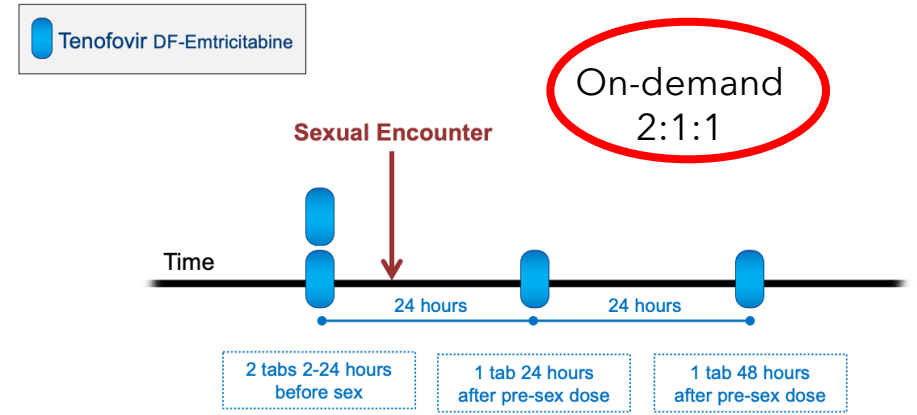 Tenofovir DF-Emtricitabine
On-demand
2:1:1
Sexual Encounter
Time
24 hours
24 hours
2 tabs 2-24 hours
before sex
1 tab 24 hours
after pre-sex dose
1 tab 48 hours
after pre-sex dose